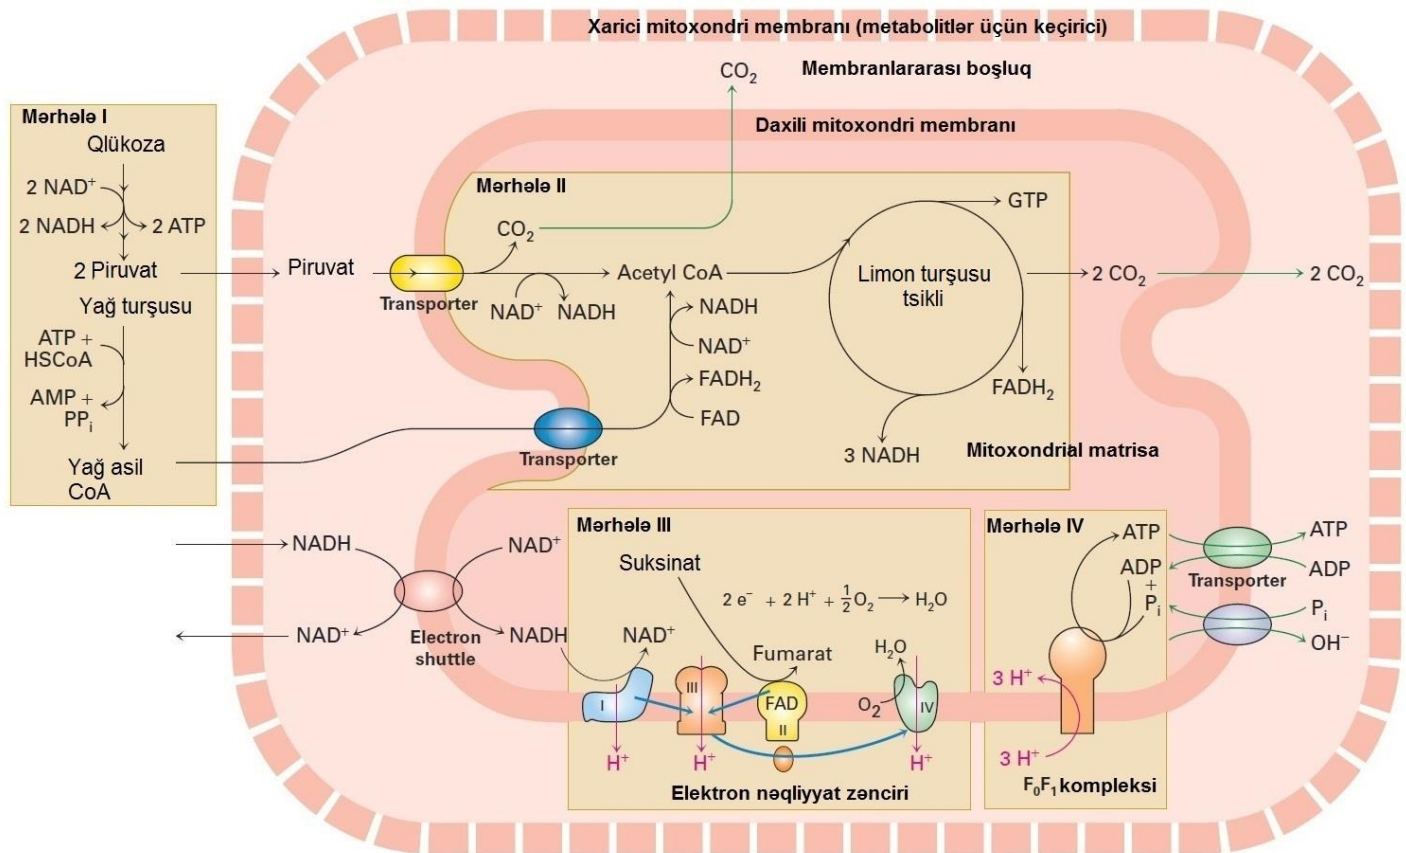 Xarici mitoxondri membranı (metabolitlər üçün keçirici)
Membranlararası boşluq
CO₂
Daxili mitoxondri membranı
Mərhələ I
Qlükoza
2 NAD⁺
2 NADH
2 ATP
2 Piruvat
Yağ turşusu
ATP +
HSCoA
AMP +
PPᵢ
Yağ asil
CoA
Piruvat
Transporter
Mərhələ II
CO₂
NAD⁺
NADH
Acetyl CoA
NADH
NAD⁺
FADH₂
FAD
Transporter
Limon turşusu
tsikli
GTP
2 CO₂
2 CO₂
FADH₂
3 NADH
Mitoxondrial matrisa
NADH
NAD⁺
NAD⁺
NADH
Electron
shuttle
Mərhələ III
Suksinat
2 e⁻ + 2 H⁺ + ½O₂ ⟶ H₂O
NAD⁺
Fumarat
H₂O
O₂
I
III
FAD
II
IV
H⁺
H⁺
H⁺
Elektron nəqliyyat zənciri
Mərhələ IV
ATP
ADP
+
Pᵢ
3 H⁺
3 H⁺
F₀F₁ kompleksi
ATP
ADP
Transporter
Pᵢ
OH⁻